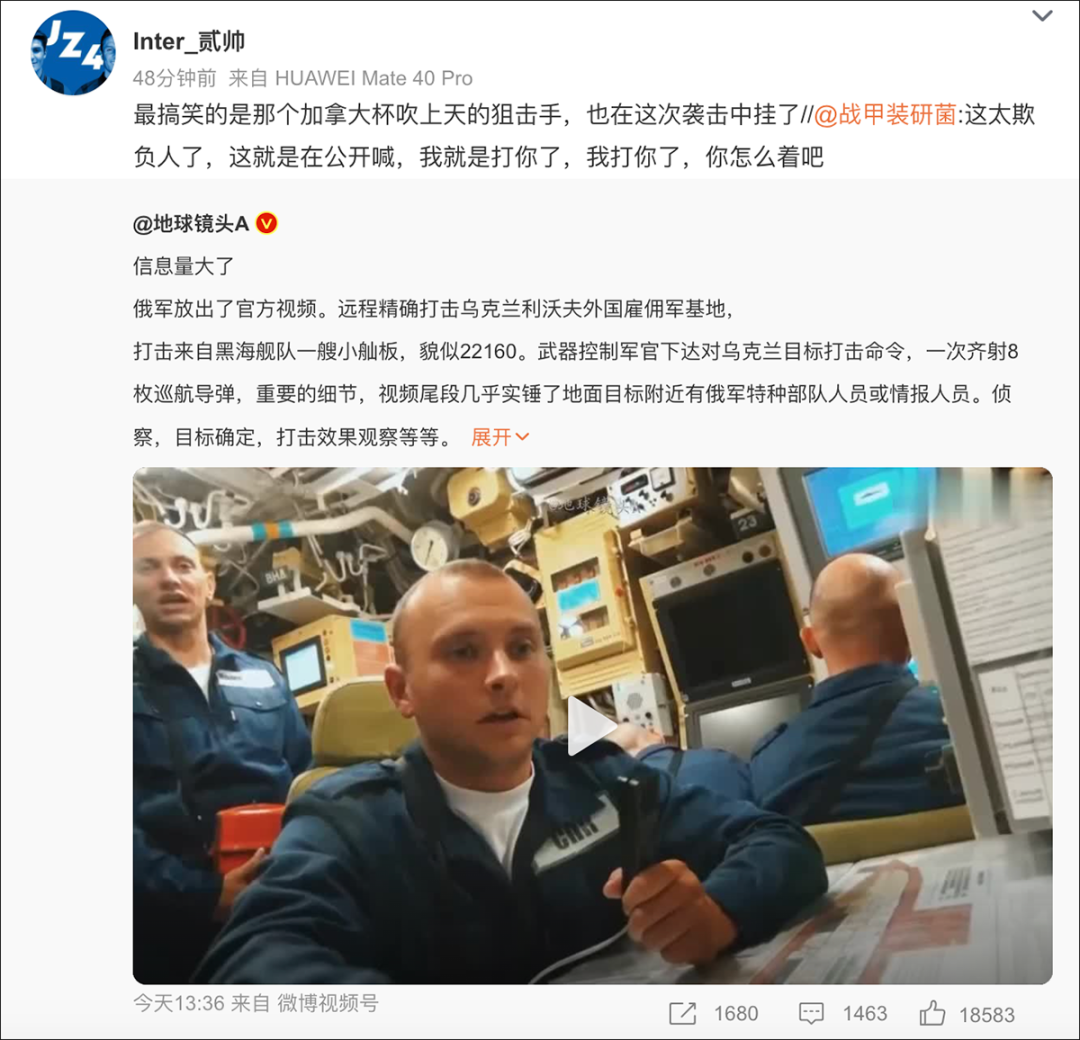 JZ4
Inter_贰帅
48分钟前 来自 HUAWEI Mate 40 Pro
最搞笑的是那个加拿大杯吹上天的狙击手，也在这次袭击中挂了//@战甲装研菌:这太欺
负人了，这就是在公开喊，我就是打你了，我打你了，你怎么着吧
@地球镜头A
信息量大了
俄军放出了官方视频。远程精确打击乌克兰利沃夫外国雇佣军基地，
打击来自黑海舰队一艘小舢板，貌似22160。武器控制军官下达对乌克兰目标打击命令，一次齐射8
枚巡航导弹，重要的细节，视频尾段几乎实锤了地面目标附近有俄军特种部队人员或情报人员。侦
察，目标确定，打击效果观察等等。 展开
23
今天13:36 来自 微博视频号
1680 1463 18583